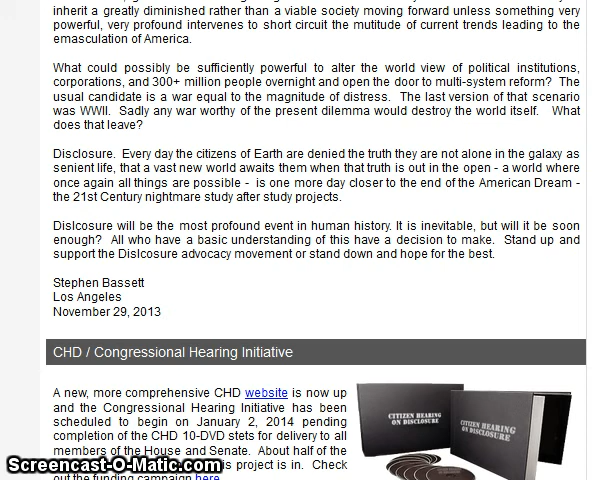 inherit a greatly diminished rather than a viable society moving forward unless something very
powerful, very profound intervenes to short circuit the mutitude of current trends leading to the
emasculation of America.
What could possibly be sufficiently powerful to alter the world view of political institutions,
corporations, and 300+ million people overnight and open the door to multi-system reform? The
usual candidate is a war equal to the magnitude of distress. The last version of that scenario
was WWII. Sadly any war worthy of the present dilemma would destroy the world itself. What
does that leave?
Disclosure. Every day the citizens of Earth are denied the truth they are not alone in the galaxy as
senient life, that a vast new world awaits them when that truth is out in the open - a world where
once again all things are possible - is one more day closer to the end of the American Dream -
the 21st Century nightmare study after study projects.
Dislcosure will be the most profound event in human history. It is inevitable, but will it be soon
enough? All who have a basic understanding of this have a decision to make. Stand up and
support the Dislcosure advocacy movement or stand down and hope for the best.
Stephen Bassett
Los Angeles
November 29, 2013
CHD / Congressional Hearing Initiative
A new, more comprehensive CHD website is now up
and the Congressional Hearing Initiative has been
scheduled to begin on January 2, 2014 pending
completion of the CHD 10-DVD stets for delivery to all
members of the House and Senate. About half of the
is project is in. Check
out the funding campaign here.
CITIZEN HEARING
ON DISCLOSURE
CITIZEN HEARING
ON DISCLOSURE
Screencast-O-Matic.com